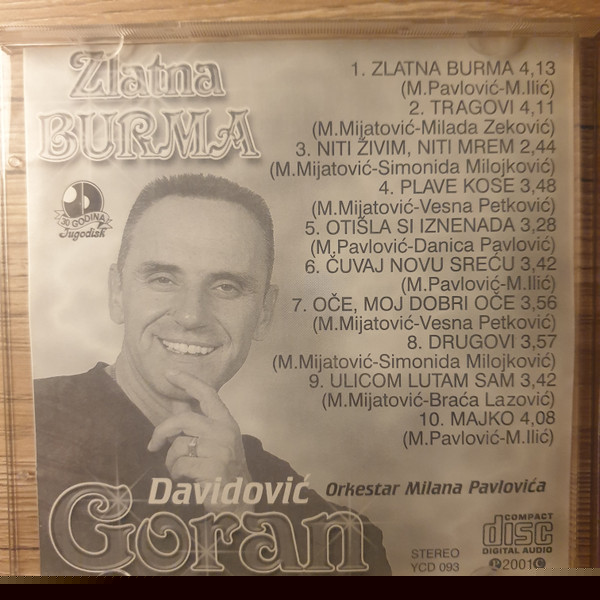 Zlatna
BURMA
30 GODINA
Jugodisk
1. ZLATNA BURMA 4,13
(M.Pavlović-M.Ilić)
2. TRAGOVI 4,11
(M.Mijatović-Milada Zeković)
3. NITI ŽIVIM, NITI MREM 2,44
(M.Mijatović-Simonida Milojković)
4. PLAVE KOSE 3,48
(M.Mijatović-Vesna Petković)
5. OTIŠLA SI IZNENADA 3,28
(M.Pavlović-Danica Pavlović)
6. ČUVAJ NOVU SREĆU 3,42
(M.Pavlović-M.Ilić)
7. OČE, MOJ DOBRI OČE 3,56
(M.Mijatović-Vesna Petković)
8. DRUGOVI 3,57
(M.Mijatović-Simonida Milojković)
9. ULICOM LUTAM SAM 3,42
(M.Mijatović-Braća Lazović)
10. MAJKO 4,08
(M.Pavlović-M.Ilić)
Davidović
Goran
Orkestar Milana Pavlovića
COMPACT
disc
DIGITAL AUDIO
STEREO
YCD 093
℗2001©